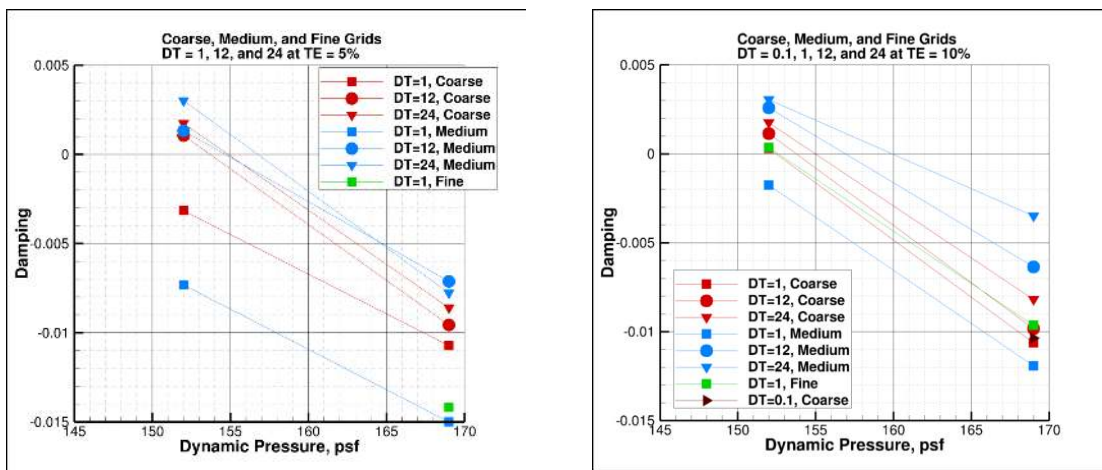 Coarse, Medium, and Fine Grids
DT = 1, 12, and 24 at TE = 5%
0.005
0
-0.005
-0.01
-0.015
Damping
DT=1, Coarse
DT=12, Coarse
DT=24, Coarse
DT=1, Medium
DT=12, Medium
DT=24, Medium
DT=1, Fine
145
150
155
160
165
170
Dynamic Pressure, psf
Coarse, Medium, and Fine Grids
DT = 0.1, 1, 12, and 24 at TE = 10%
0.005
0
-0.005
-0.01
-0.015
Damping
DT=1, Coarse
DT=12, Coarse
DT=24, Coarse
DT=1, Medium
DT=12, Medium
DT=24, Medium
DT=1, Fine
DT=0.1, Coarse
145
150
155
160
165
170
Dynamic Pressure, psf